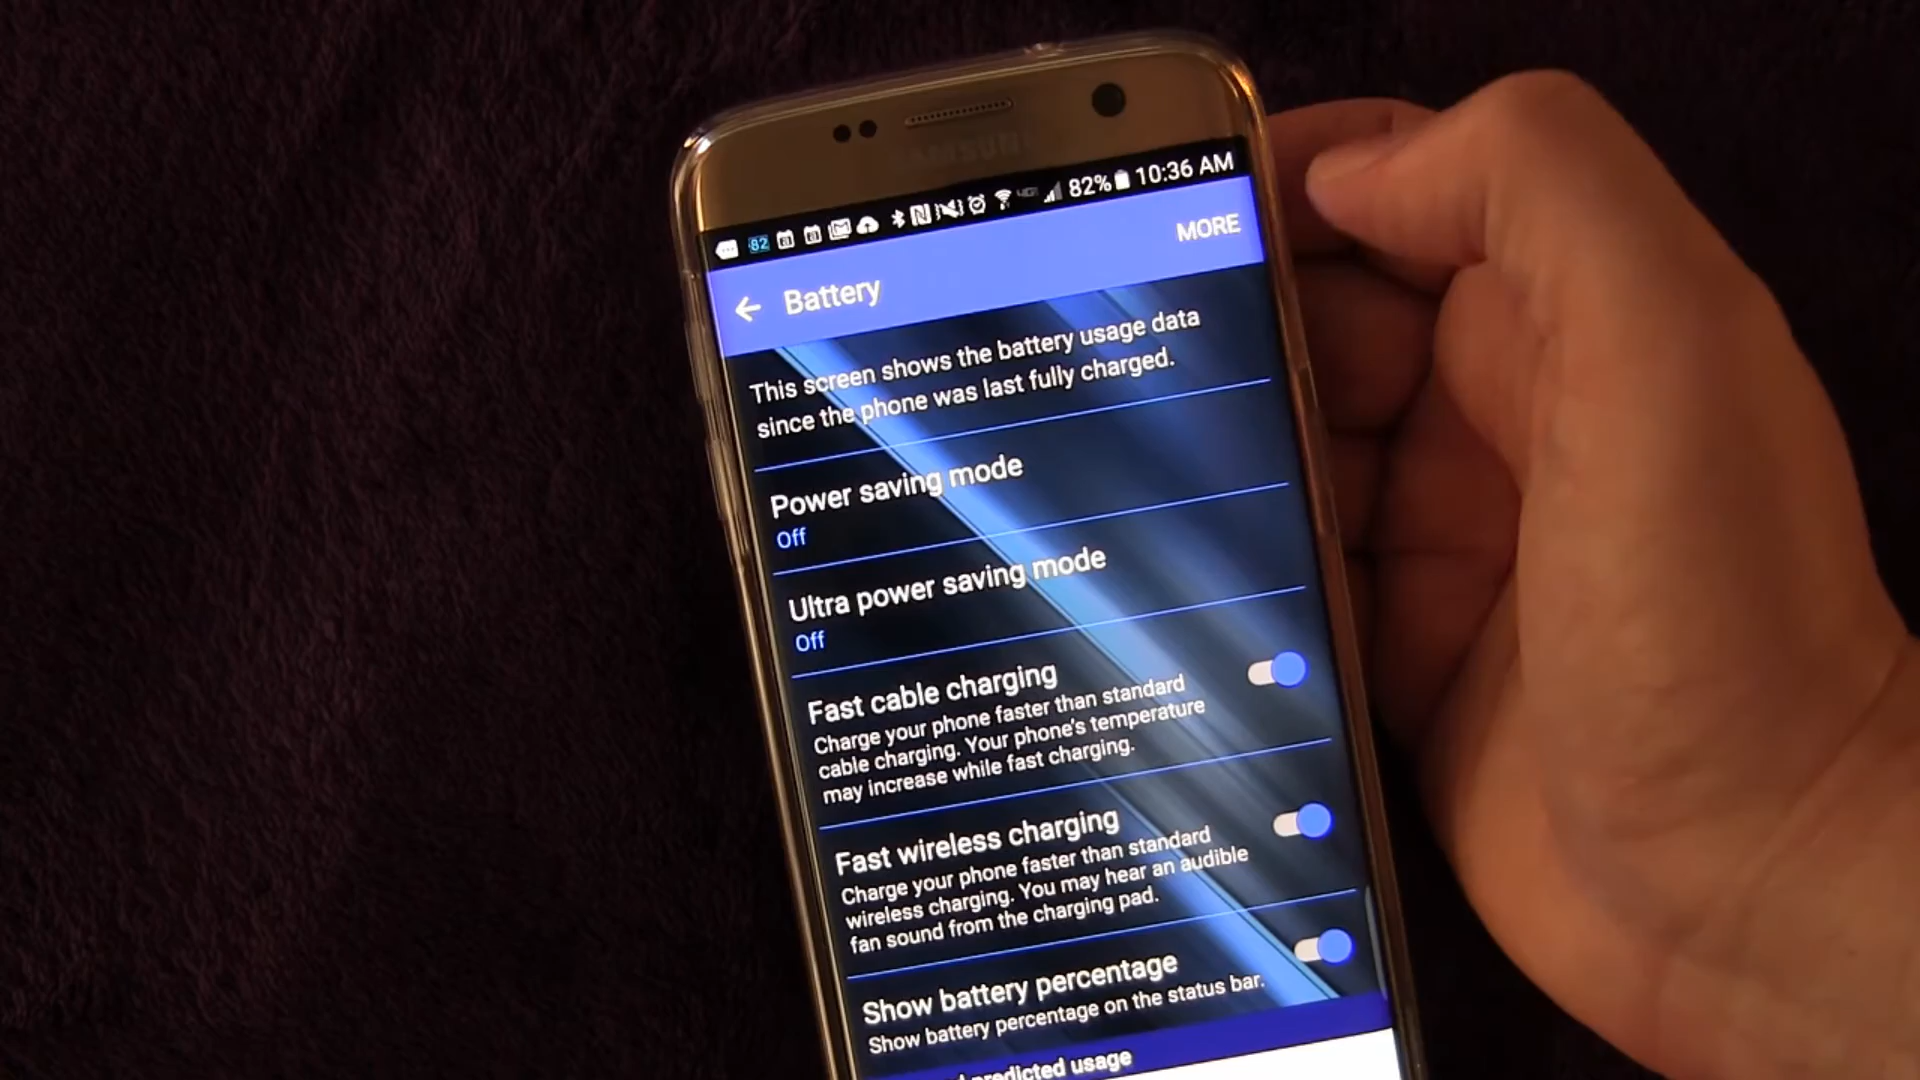 SAMSUNG
82 82% 10:36 AM
Battery MORE
This screen shows the battery usage data
since the phone was last fully charged.
Power saving mode
Off
Ultra power saving mode
Off
Fast cable charging
Charge your phone faster than standard
cable charging. Your phone's temperature
may increase while fast charging.
Fast wireless charging
Charge your phone faster than standard
wireless charging. You may hear an audible
fan sound from the charging pad.
Show battery percentage
Show battery percentage on the status bar.
predicted usage